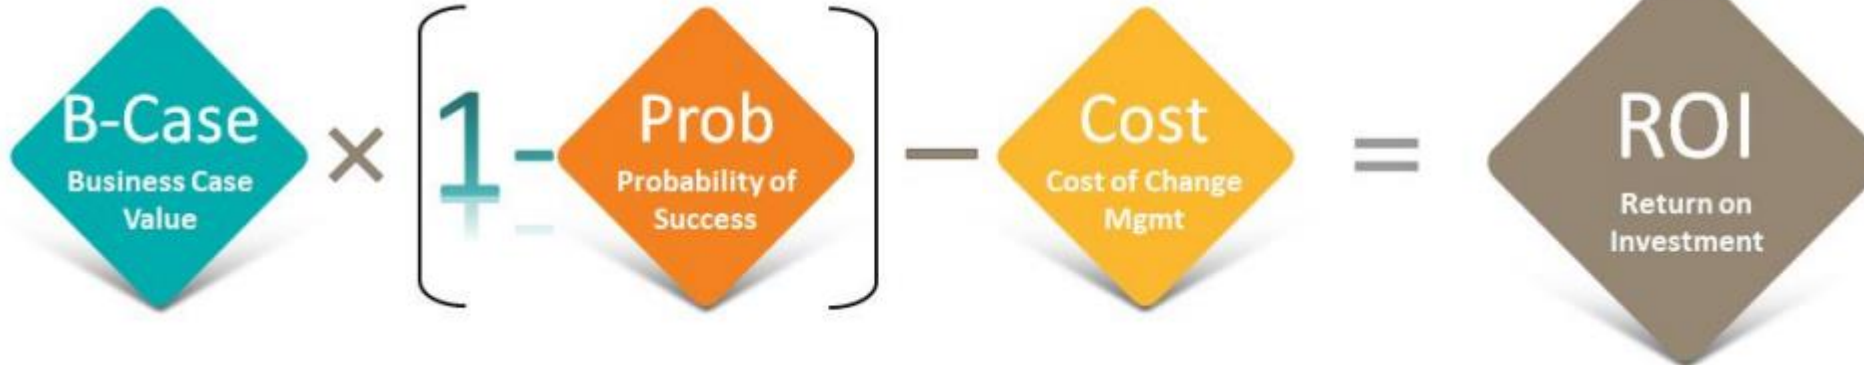 B-Case
Business Case
Value
×
1-
Prob
Probability of
Success
—
Cost
Cost of Change
Mgmt
=
ROI
Return on
Investment